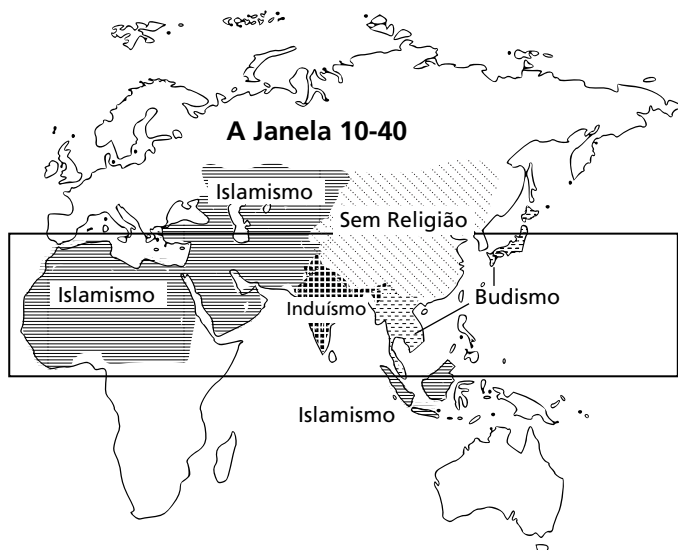 A Janela 10-40
Islamismo
Sem Religião
Islamismo
Induísmo
Budismo
Islamismo